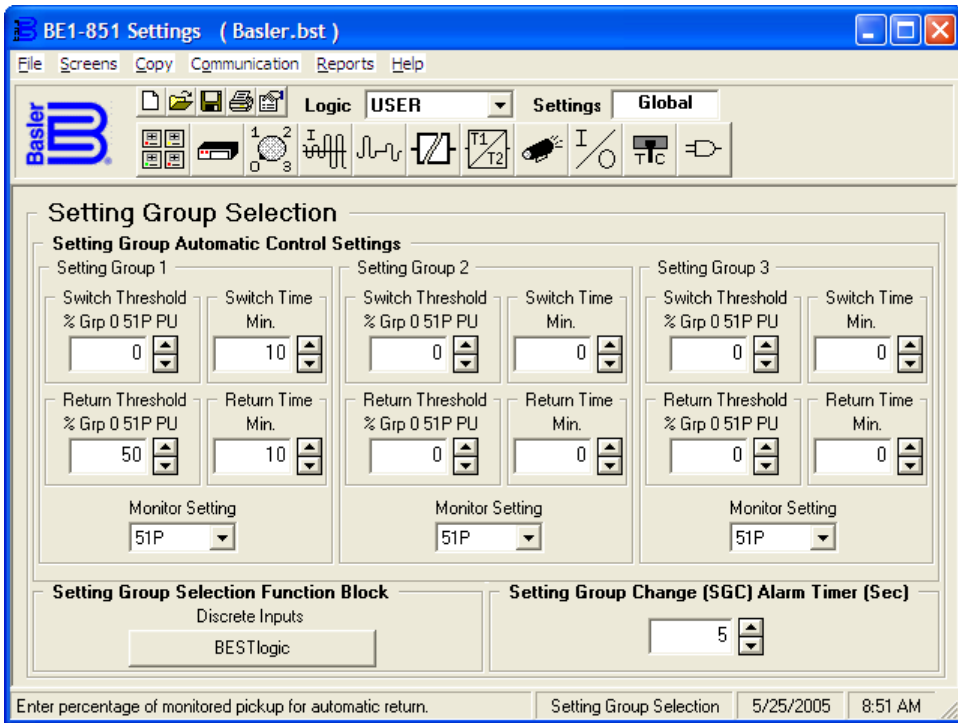 BE1-851 Settings ( Basler.bst )
File Screens Copy Communication Reports Help
Basler
Logic USER Settings Global
1 2 0 3 I T1 T2 I O T C
Setting Group Selection
Setting Group Automatic Control Settings
Setting Group 1
Switch Threshold
% Grp 0 51P PU
0
Switch Time
Min.
10
Return Threshold
% Grp 0 51P PU
50
Return Time
Min.
10
Monitor Setting
51P
Setting Group 2
Switch Threshold
% Grp 0 51P PU
0
Switch Time
Min.
0
Return Threshold
% Grp 0 51P PU
0
Return Time
Min.
0
Monitor Setting
51P
Setting Group 3
Switch Threshold
% Grp 0 51P PU
0
Switch Time
Min.
0
Return Threshold
% Grp 0 51P PU
0
Return Time
Min.
0
Monitor Setting
51P
Setting Group Selection Function Block
Discrete Inputs
BESTlogic
Setting Group Change (SGC) Alarm Timer (Sec)
5
Enter percentage of monitored pickup for automatic return. Setting Group Selection 5/25/2005 8:51 AM